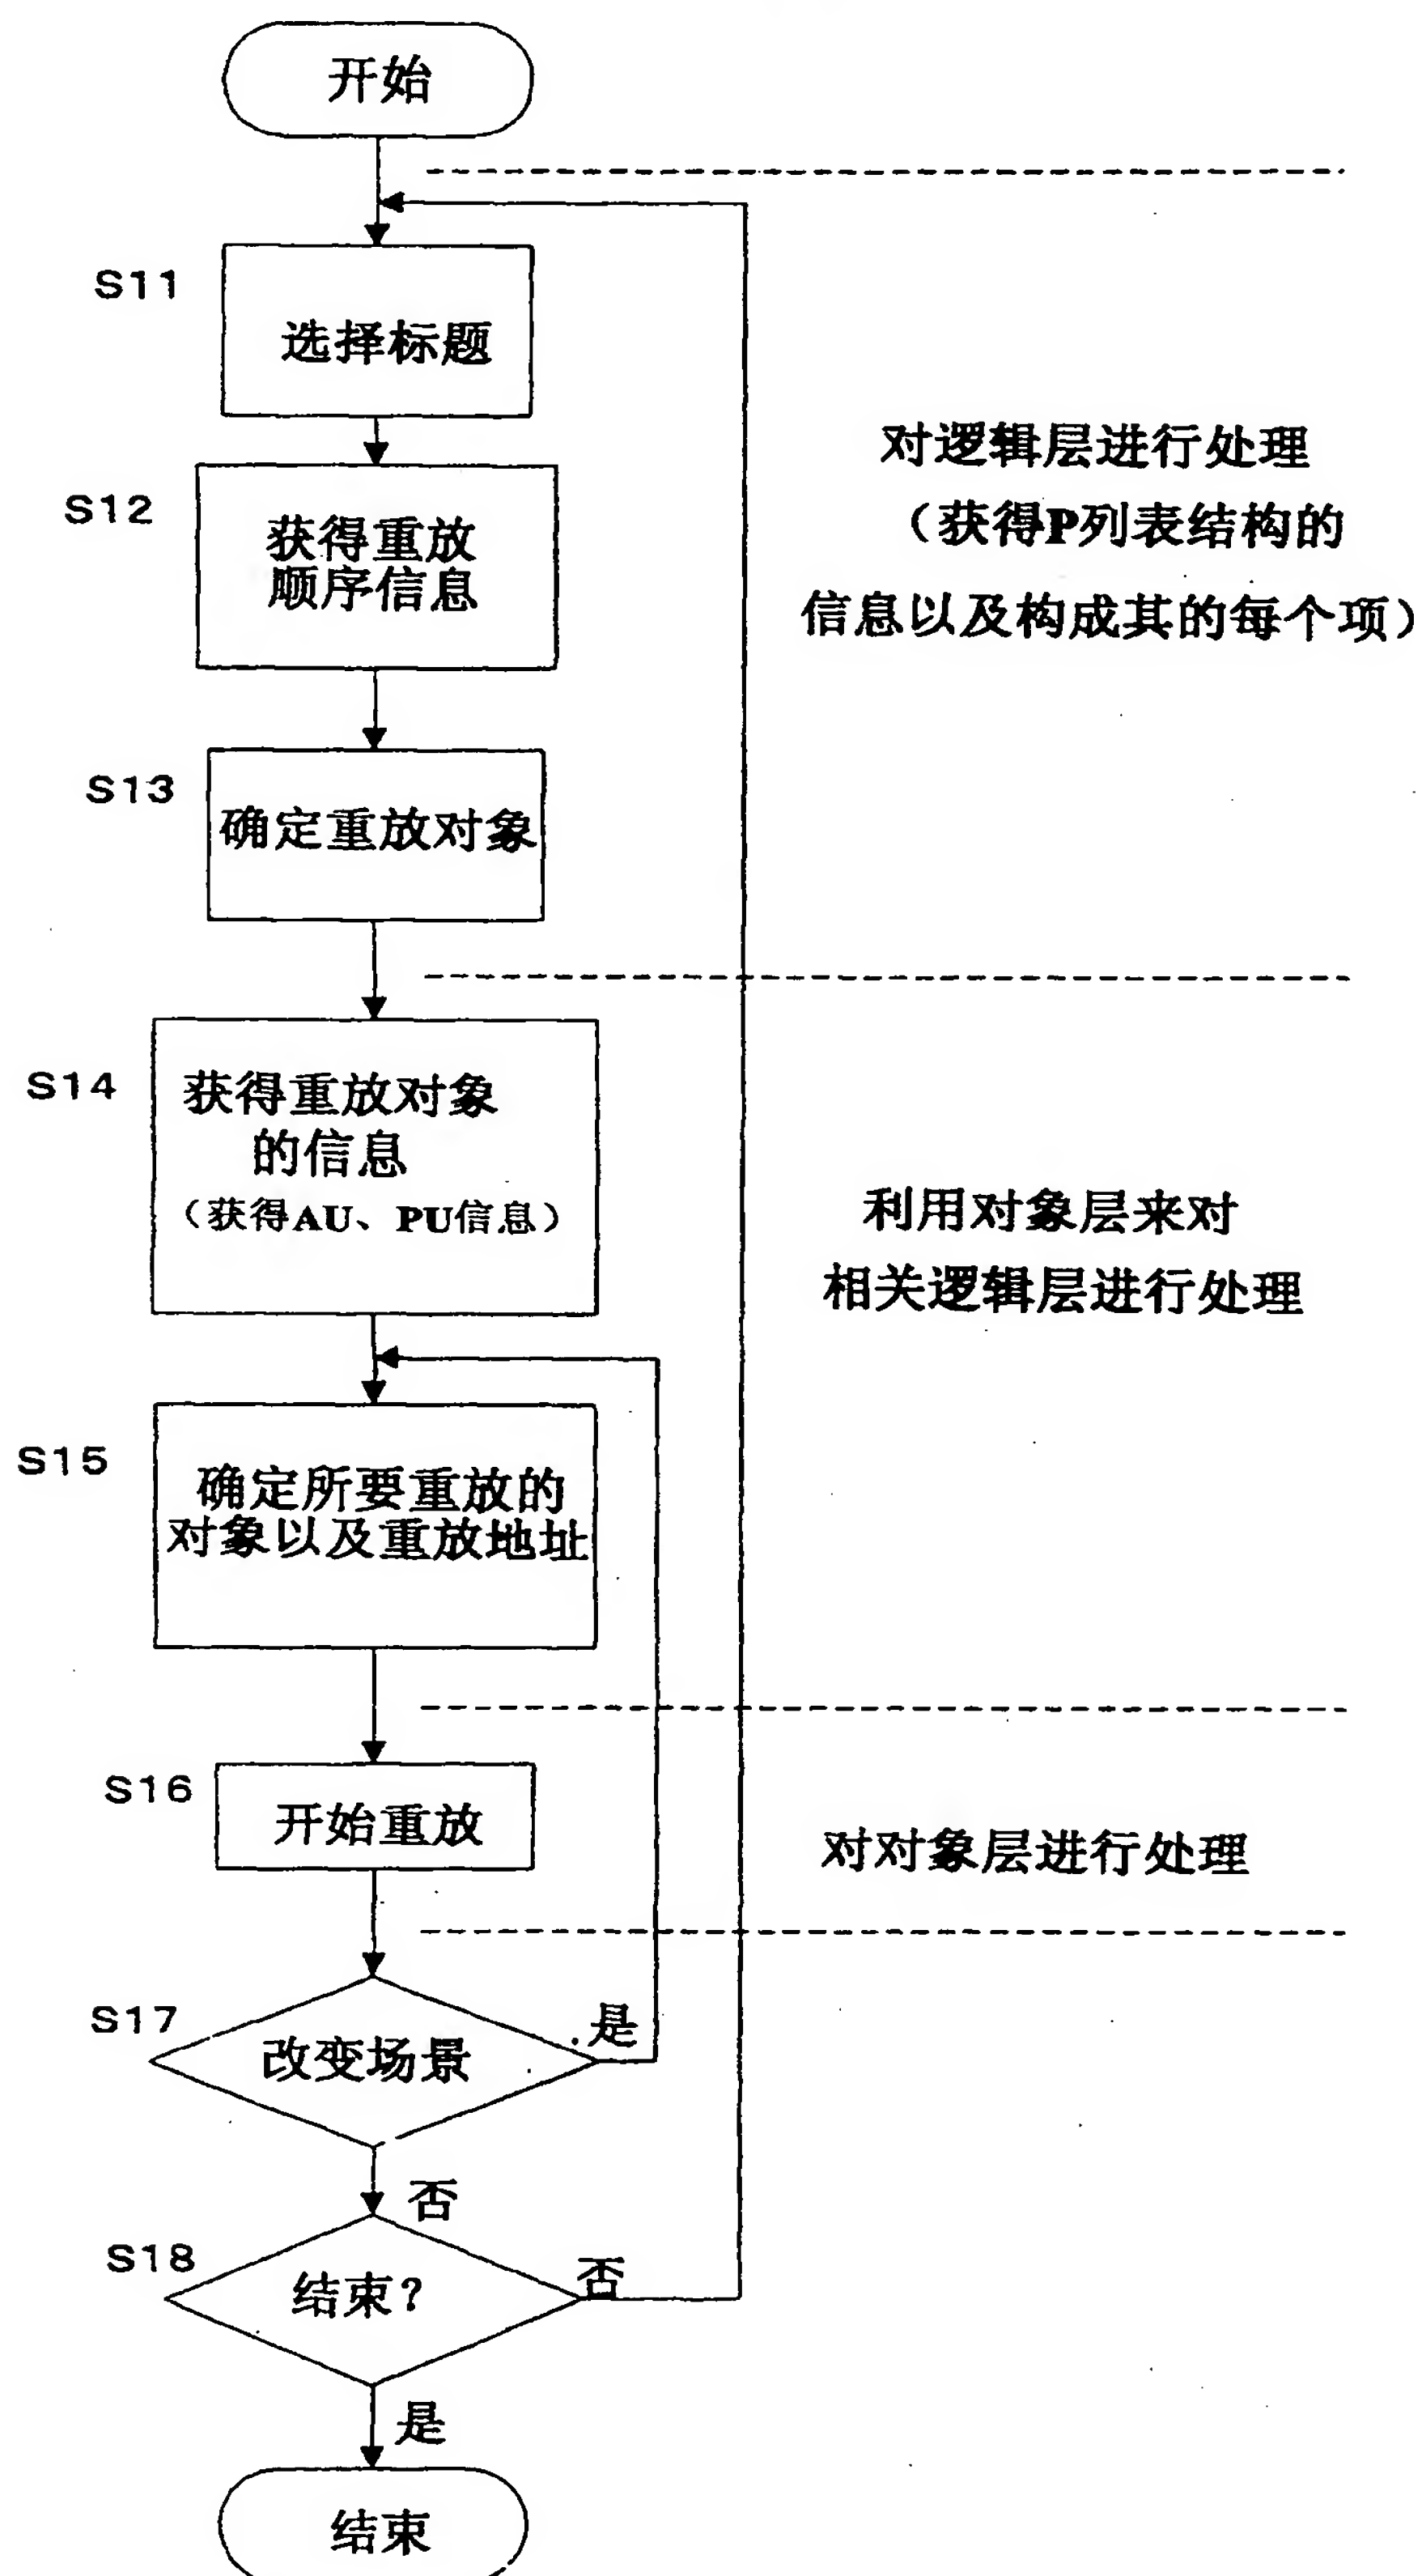 开始
S11
选择标题
S12
获得重放
顺序信息
对逻辑层进行处理
（获得P列表结构的
信息以及构成其的每个项）
S13
确定重放对象
S14
获得重放对象
的信息
（获得AU、PU信息）
利用对象层来对
相关逻辑层进行处理
S15
确定所要重放的
对象以及重放地址
S16
开始重放
对对象层进行处理
S17
改变场景
是
否
S18
结束？
否
是
结束